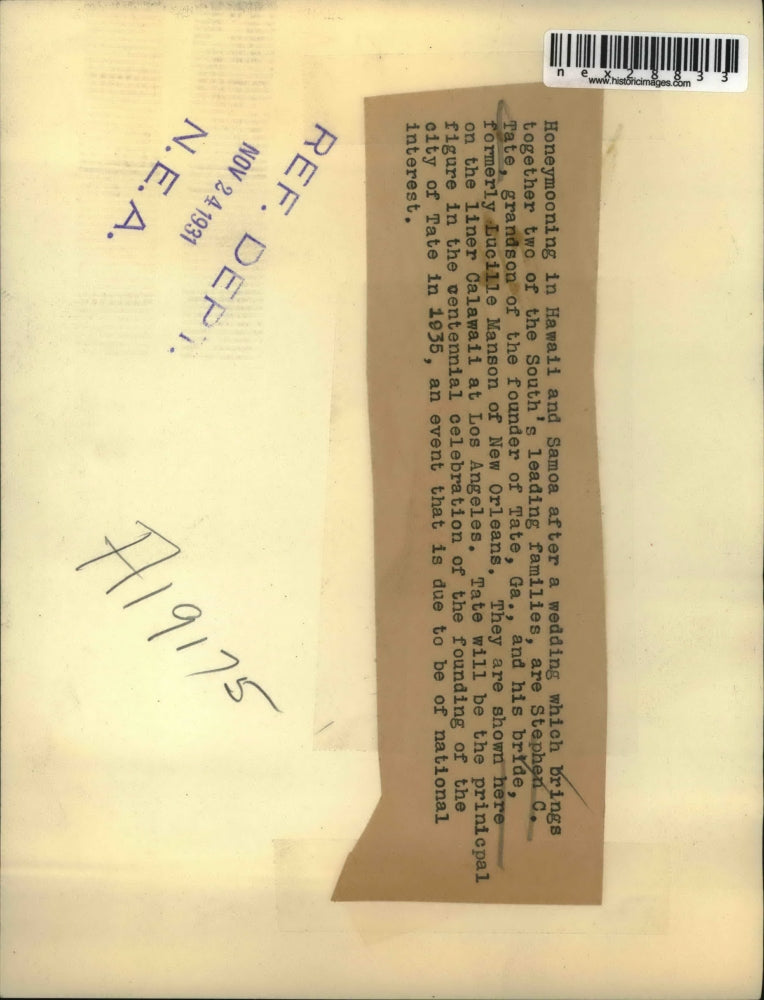 nex28833
www.historicimages.com
Honeymooning in Hawaii and Samoa after a wedding which brings
together two of the South's leading families, are Stephen C.
Tate, grandson of the founder of Tate, Ga., and his bride,
formerly Lucille Manson of New Orleans. They are shown here
on the liner Calawaii at Los Angeles. Tate will be the prinicpal
figure in the centennial celebration of the founding of the
city of Tate in 1935, an event that is due to be of national
interest.
REF. DEPT.
NOV 24 1931
N.E.A.
A19175